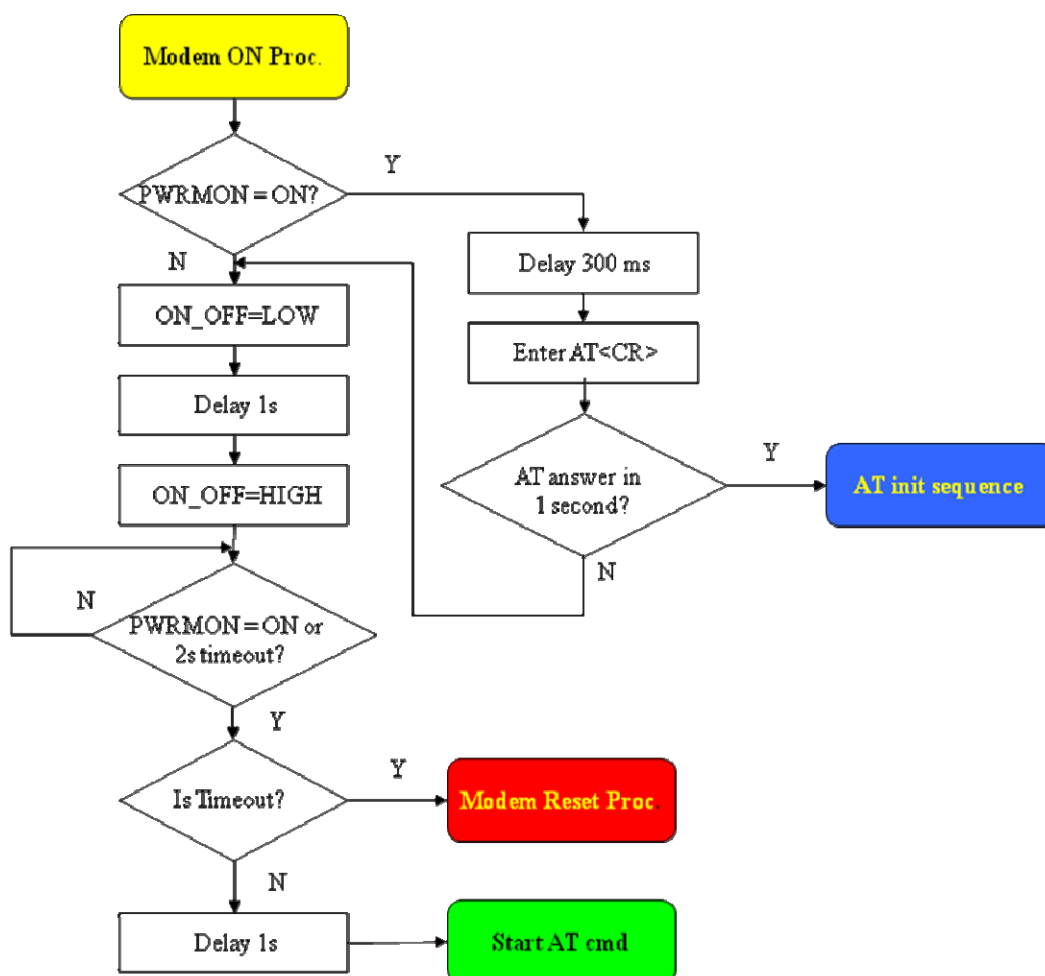 Modem ON Proc.
Y
PWRMON = ON?
N
Delay 300 ms
ON_OFF=LOW
Enter AT<CR>
Delay 1s
Y
AT answer in
1 second?
AT init sequence
ON_OFF=HIGH
N
N
PWRMON = ON or
2s timeout?
Y
Y
Is Timeout?
Modem Reset Proc.
N
Delay 1s
Start AT cmd